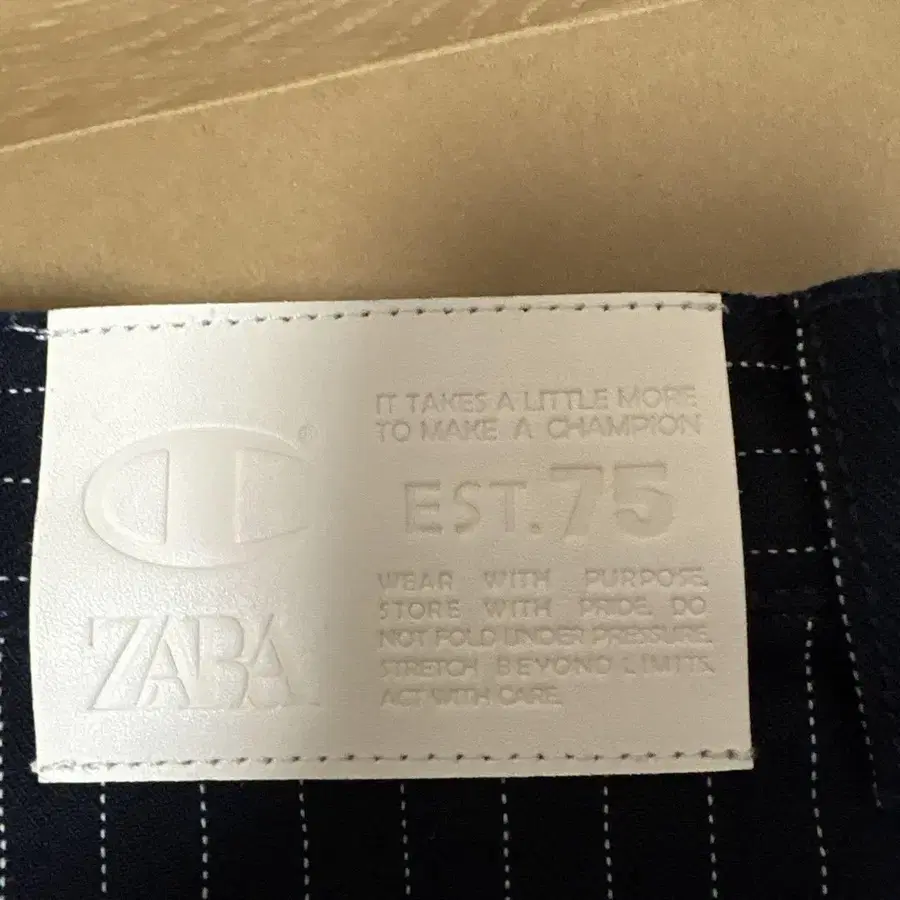 IT TAKES A LITTLE MORE
TO MAKE A CHAMPION
EST. 75
WEAR WITH PURPOSE.
STORE WITH PRIDE. DO
NOT FOLD UNDER PRESSURE.
STRETCH BEYOND LIMITS.
ACT WITH CARE.
®
ZARA